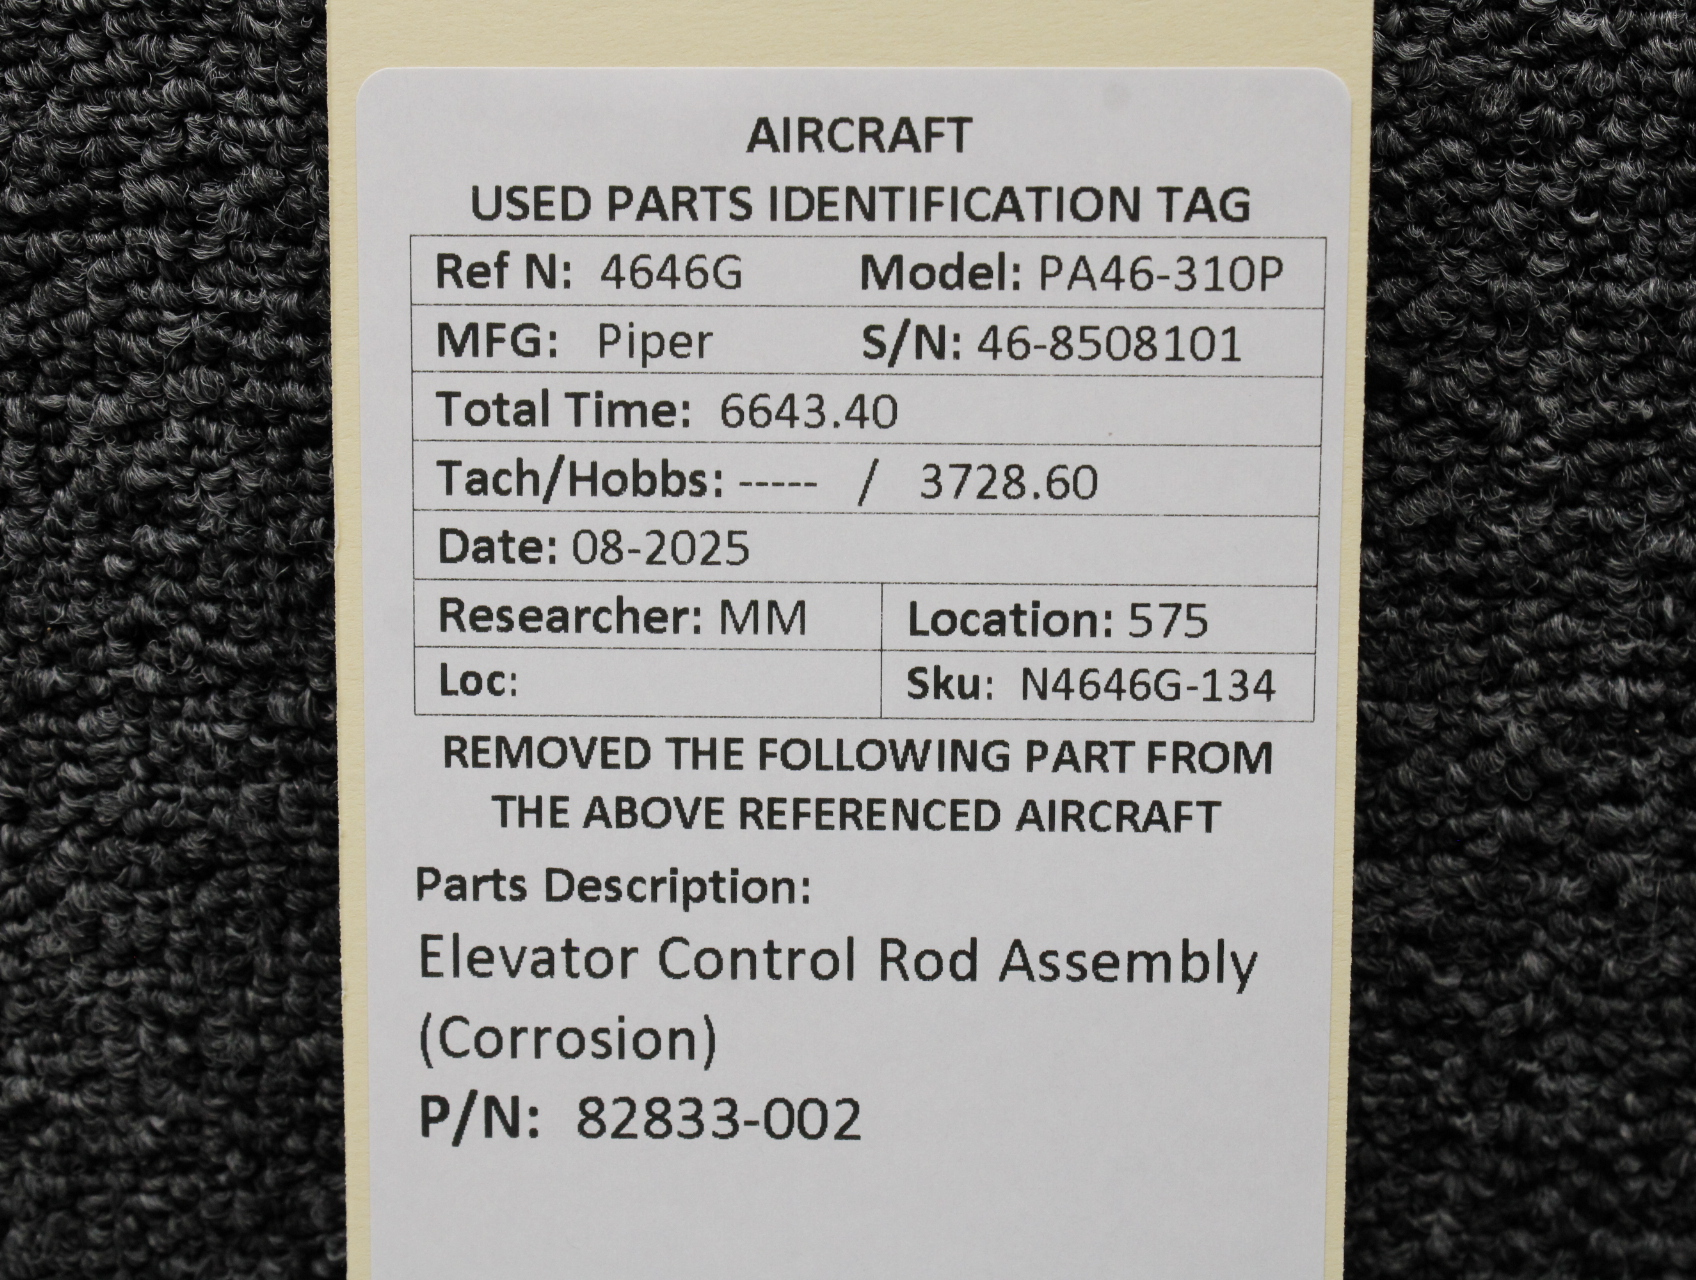 AIRCRAFT
USED PARTS IDENTIFICATION TAG
Ref N: 4646G Model: PA46-310P
MFG: Piper S/N: 46-8508101
Total Time: 6643.40
Tach/Hobbs: ----- / 3728.60
Date: 08-2025
Researcher: MM Location: 575
Loc: Sku: N4646G-134
REMOVED THE FOLLOWING PART FROM
THE ABOVE REFERENCED AIRCRAFT
Parts Description:
Elevator Control Rod Assembly
(Corrosion)
P/N: 82833-002